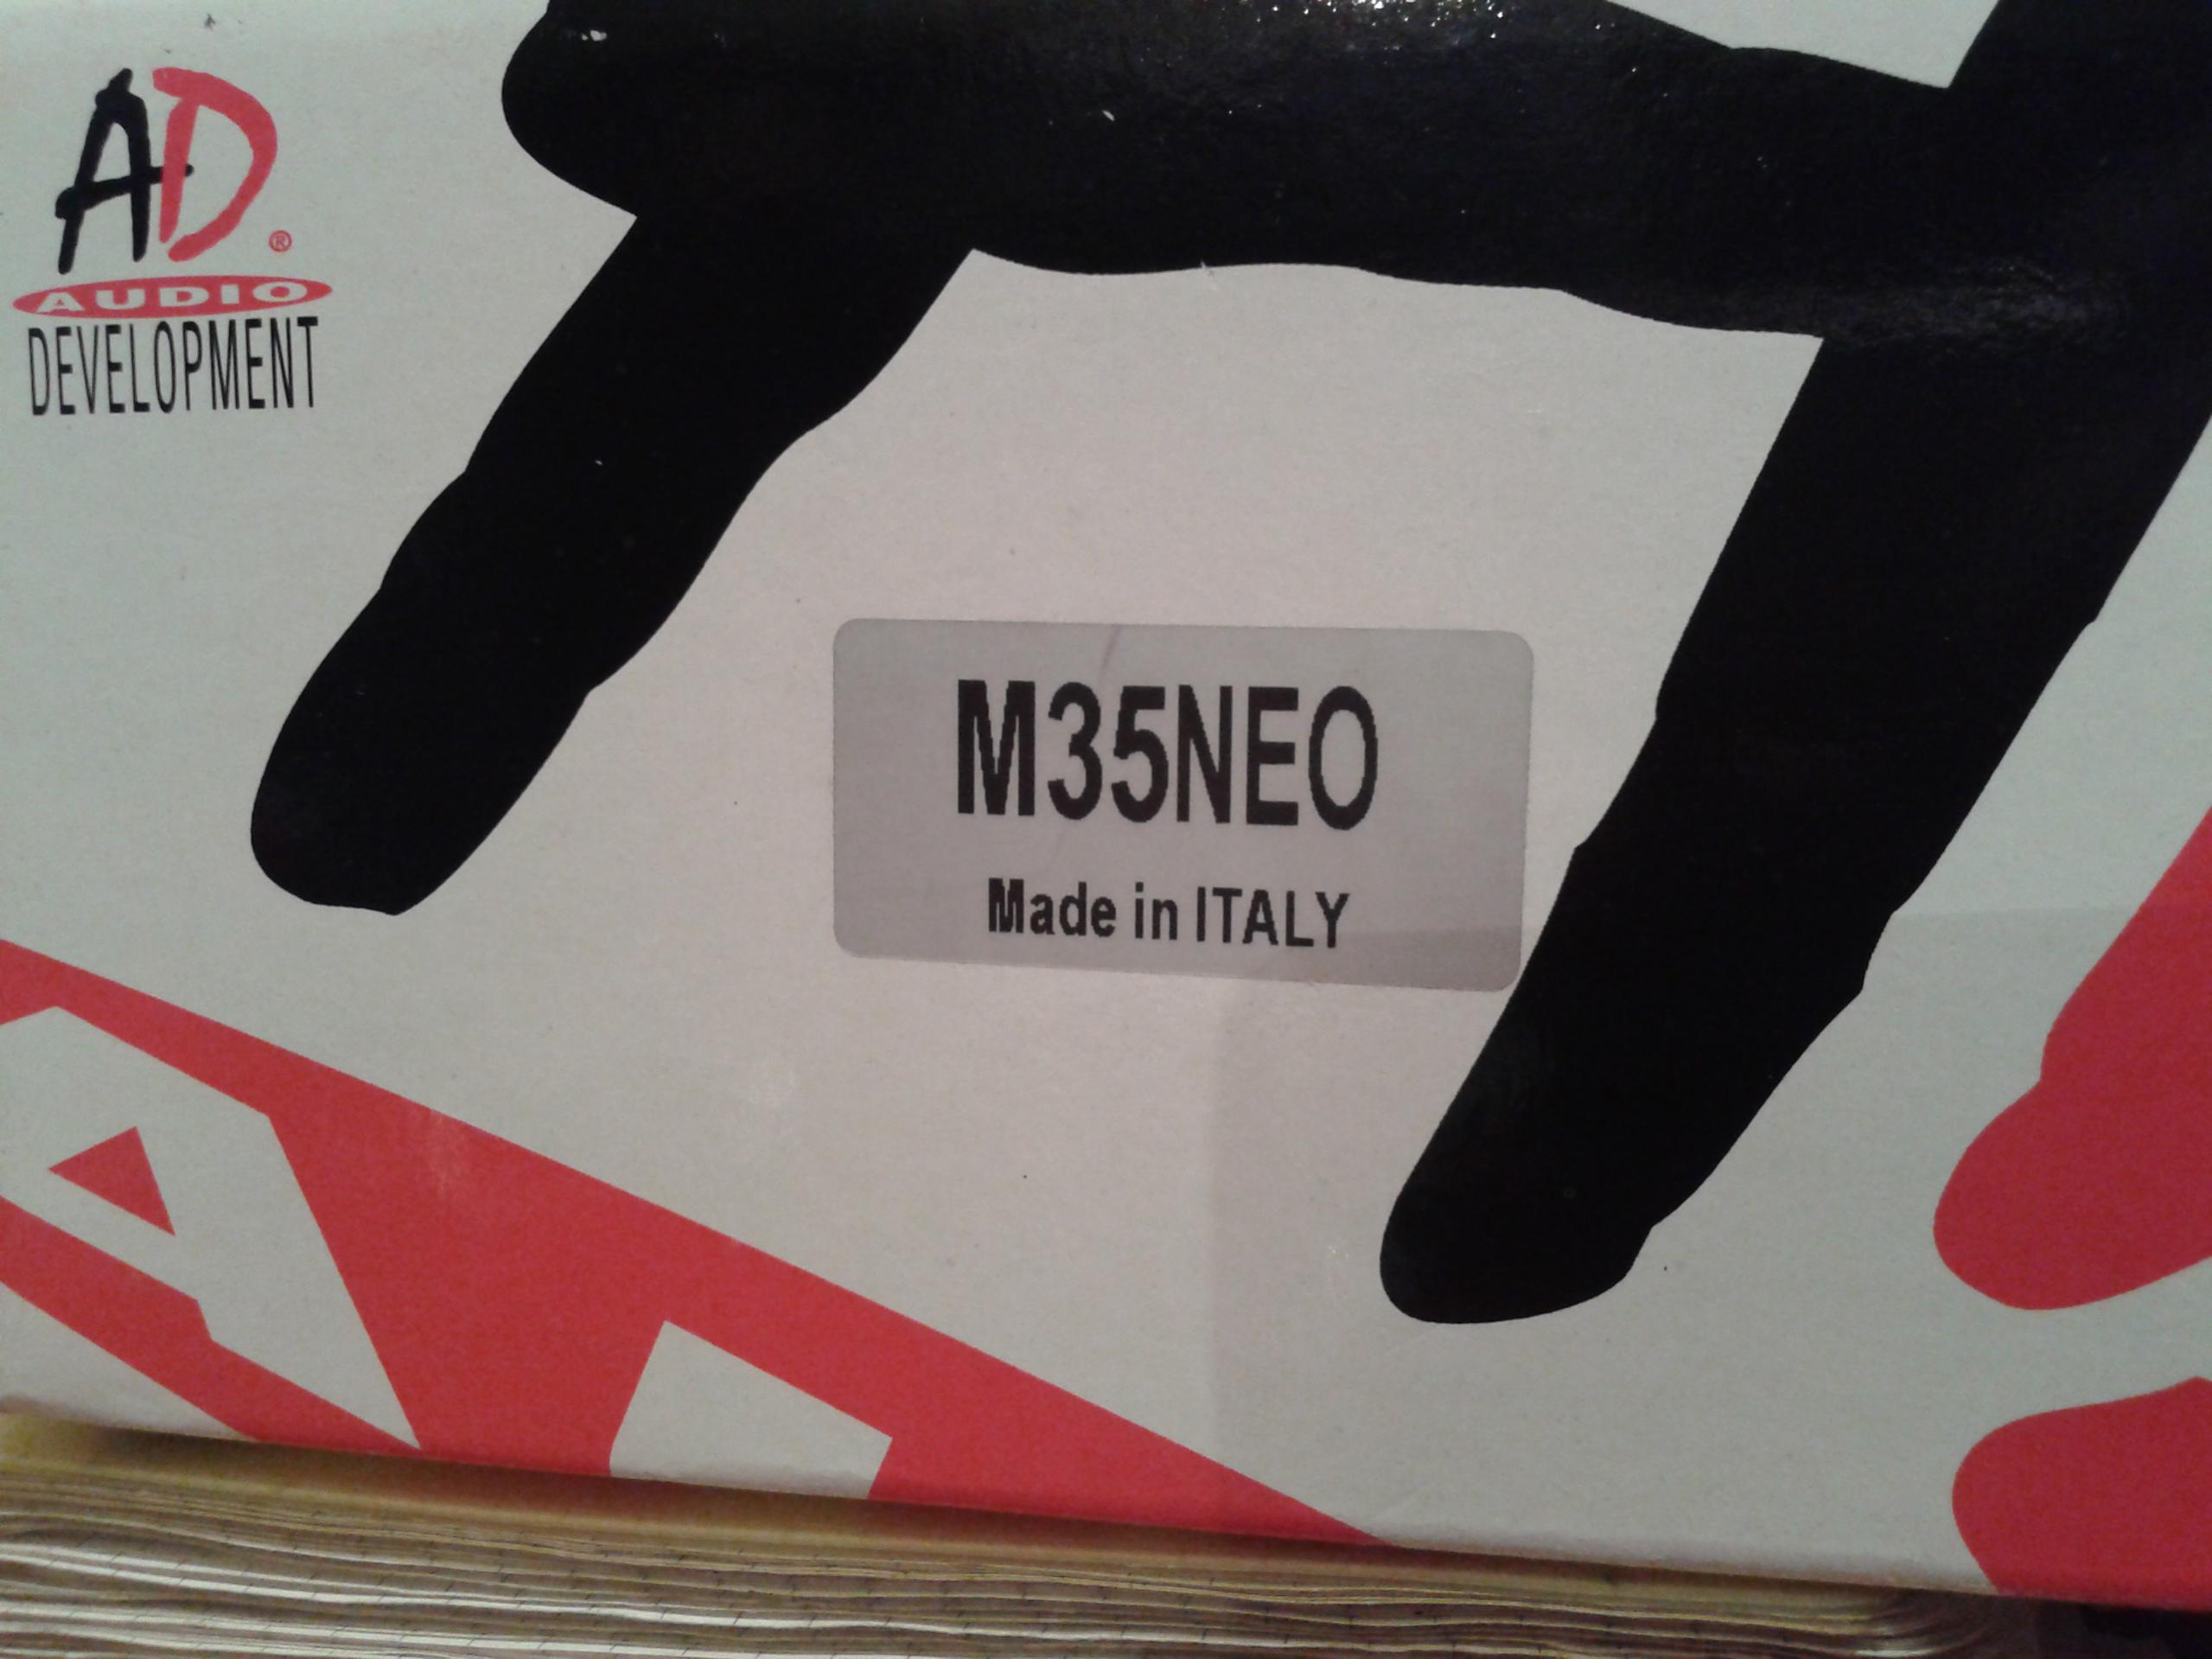 AD®
AUDIO
DEVELOPMENT
M35NEO
Made in ITALY